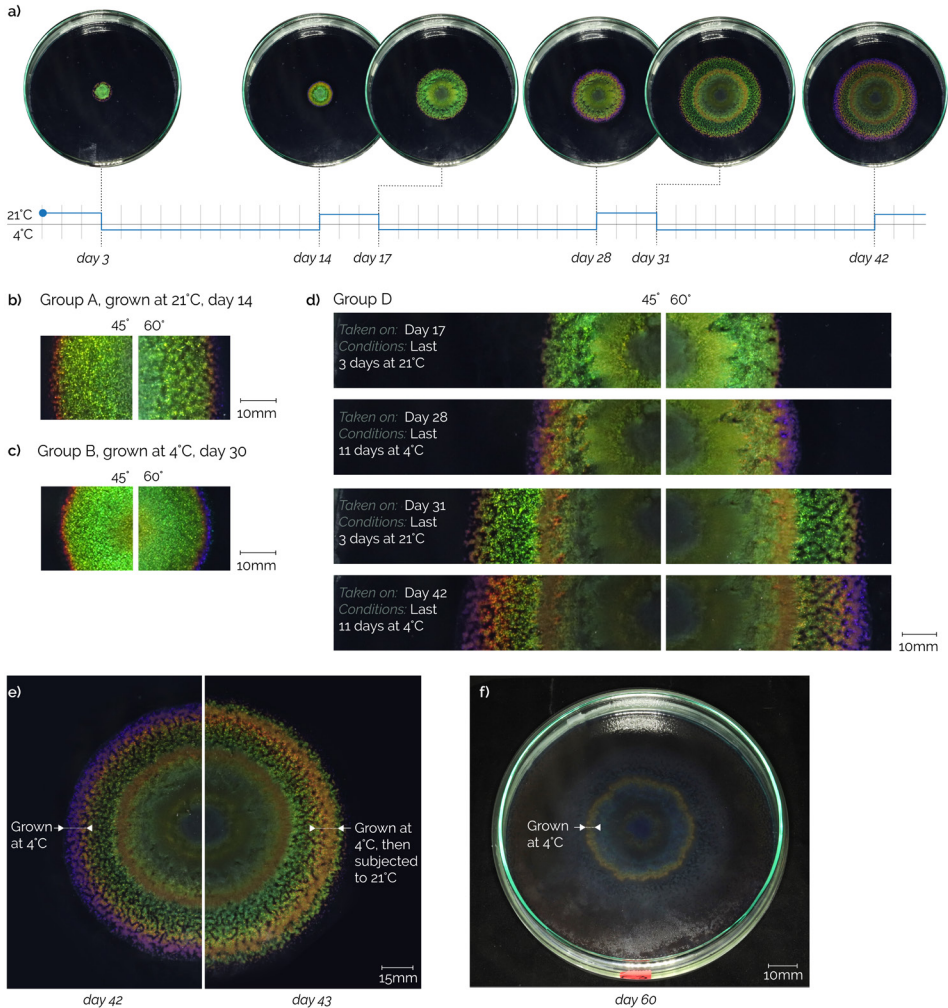 a)
21°C
4°C
day 3
day 14
day 17
day 28
day 31
day 42
b) Group A, grown at 21°C, day 14
45° 60°
10mm
c) Group B, grown at 4°C, day 30
45° 60°
10mm
d) Group D
45° 60°
Taken on: Day 17
Conditions: Last
3 days at 21°C
Taken on: Day 28
Conditions: Last
11 days at 4°C
Taken on: Day 31
Conditions: Last
3 days at 21°C
Taken on: Day 42
Conditions: Last
11 days at 4°C
10mm
e)
Grown
at 4°C
Grown at
4°C, then
subjected
to 21°C
15mm
day 42
day 43
f)
Grown
at 4°C
10mm
day 60